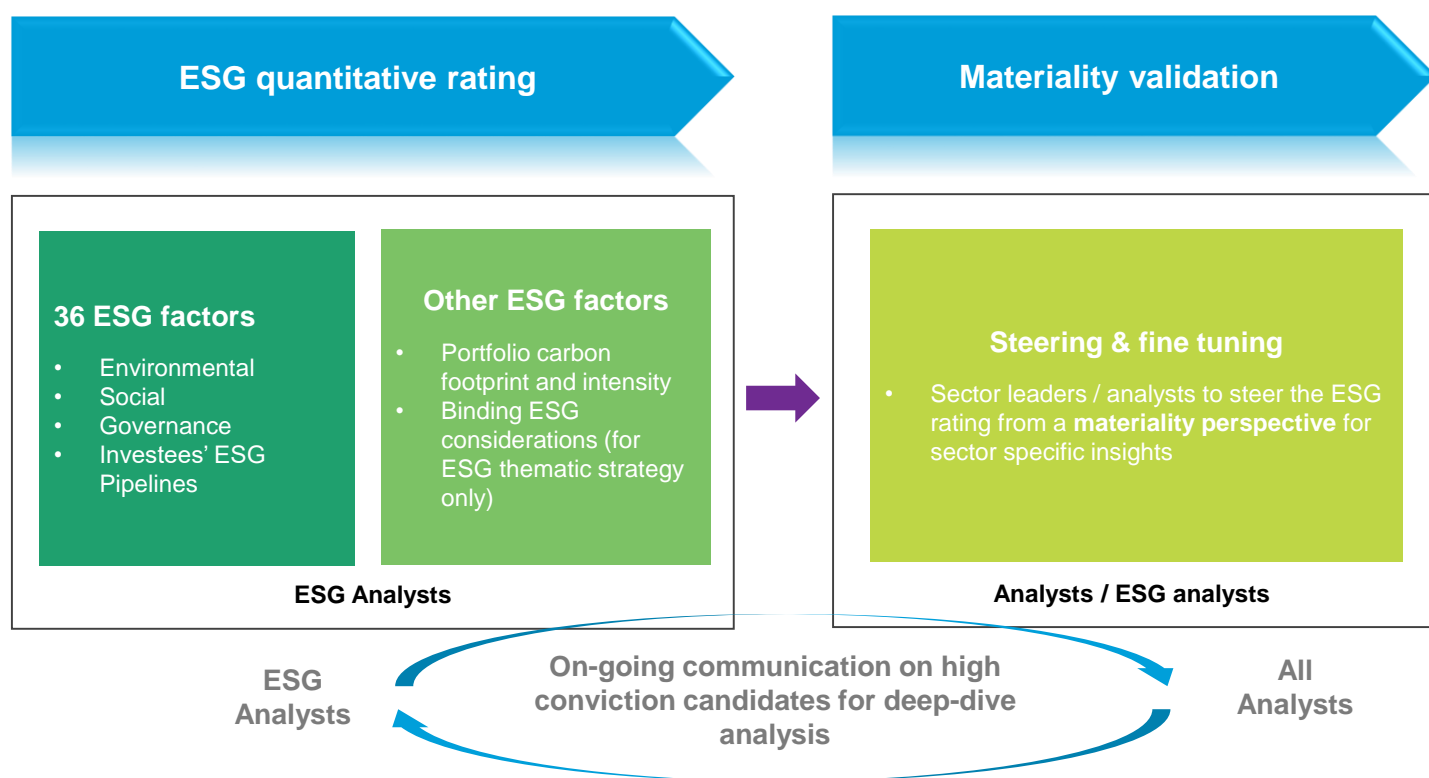 ESG quantitative rating
Materiality validation
36 ESG factors
• Environmental
• Social
• Governance
• Investees’ ESG
Pipelines
Other ESG factors
• Portfolio carbon
footprint and intensity
• Binding ESG
considerations (for
ESG thematic strategy
only)
ESG Analysts
Steering & fine tuning
• Sector leaders / analysts to steer the ESG
rating from a materiality perspective for
sector specific insights
Analysts / ESG analysts
ESG
Analysts
On-going communication on high
conviction candidates for deep-dive
analysis
All
Analysts